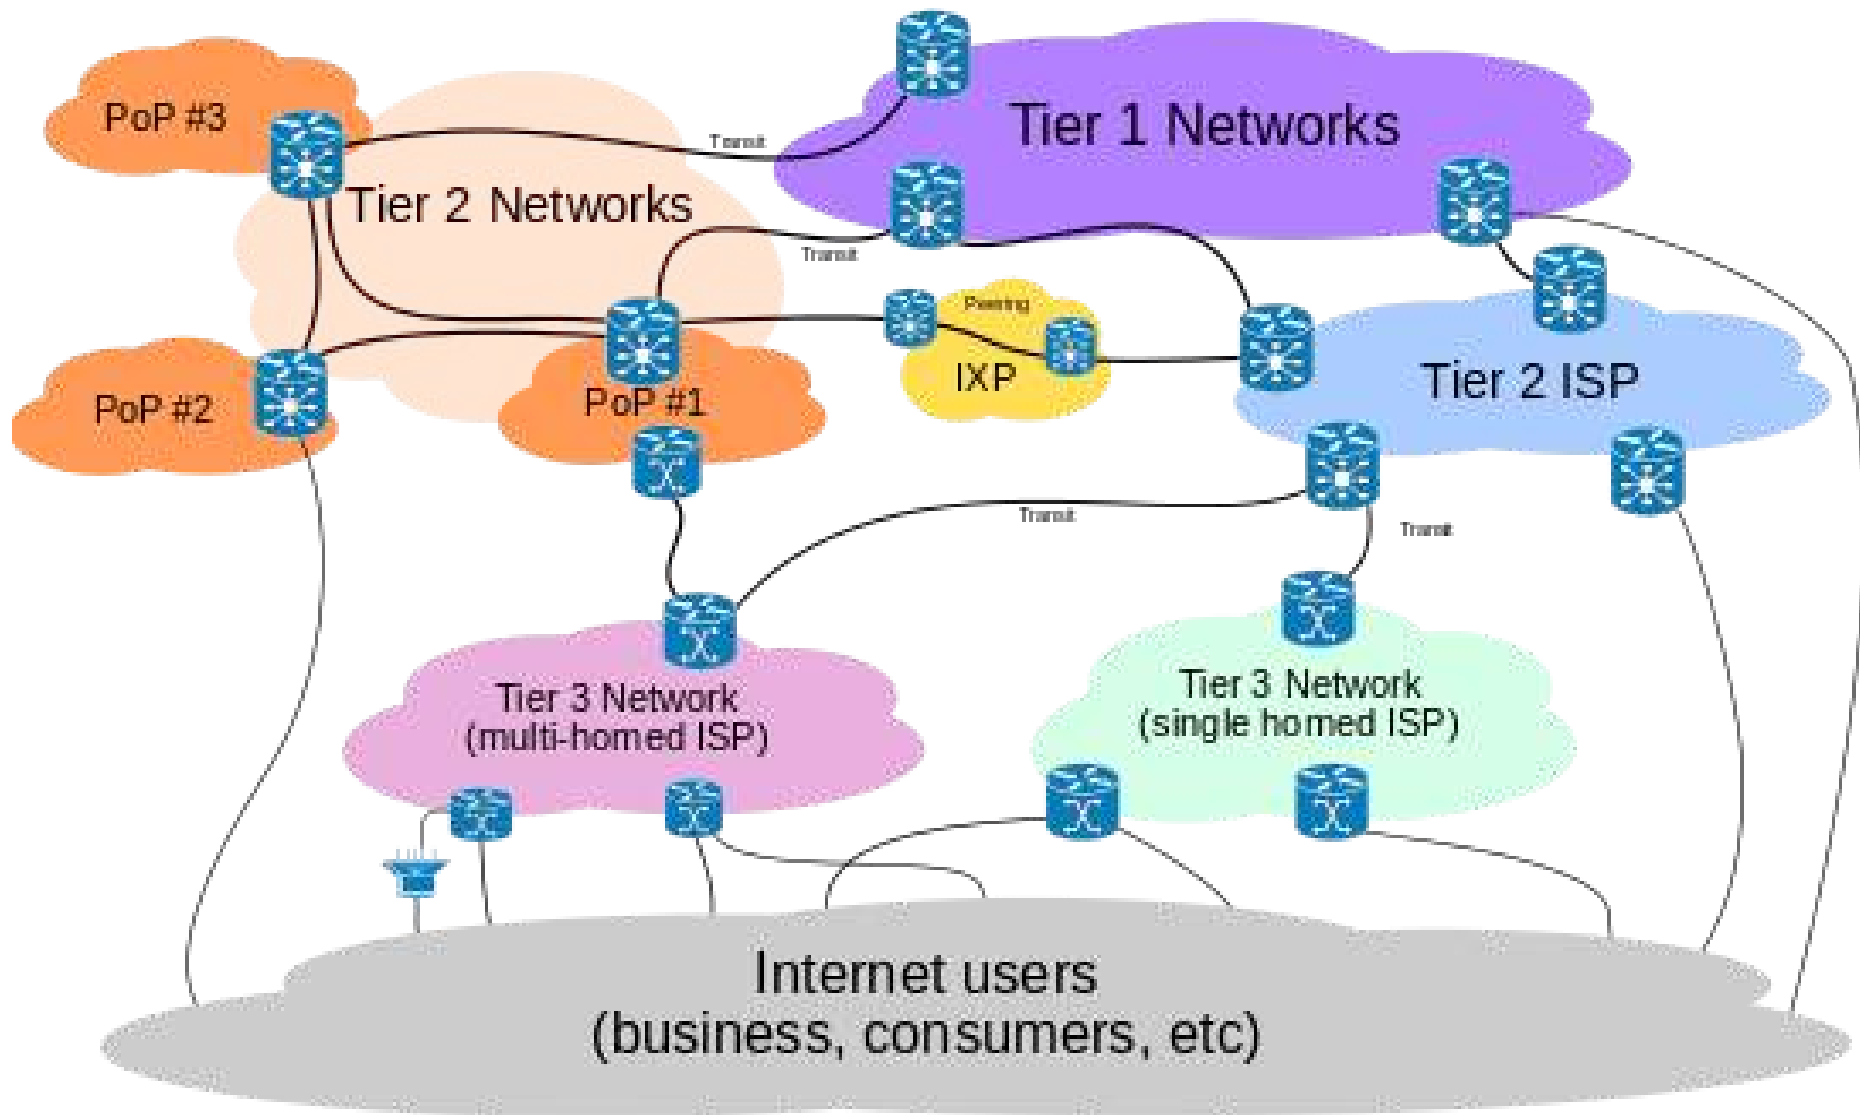 PoP #3
Transit
Tier 1 Networks
Tier 2 Networks
Transit
Peering
IXP
Tier 2 ISP
PoP #2
PoP #1
Transit
Transit
Tier 3 Network
(multi-homed ISP)
Tier 3 Network
(single homed ISP)
Internet users
(business, consumers, etc)